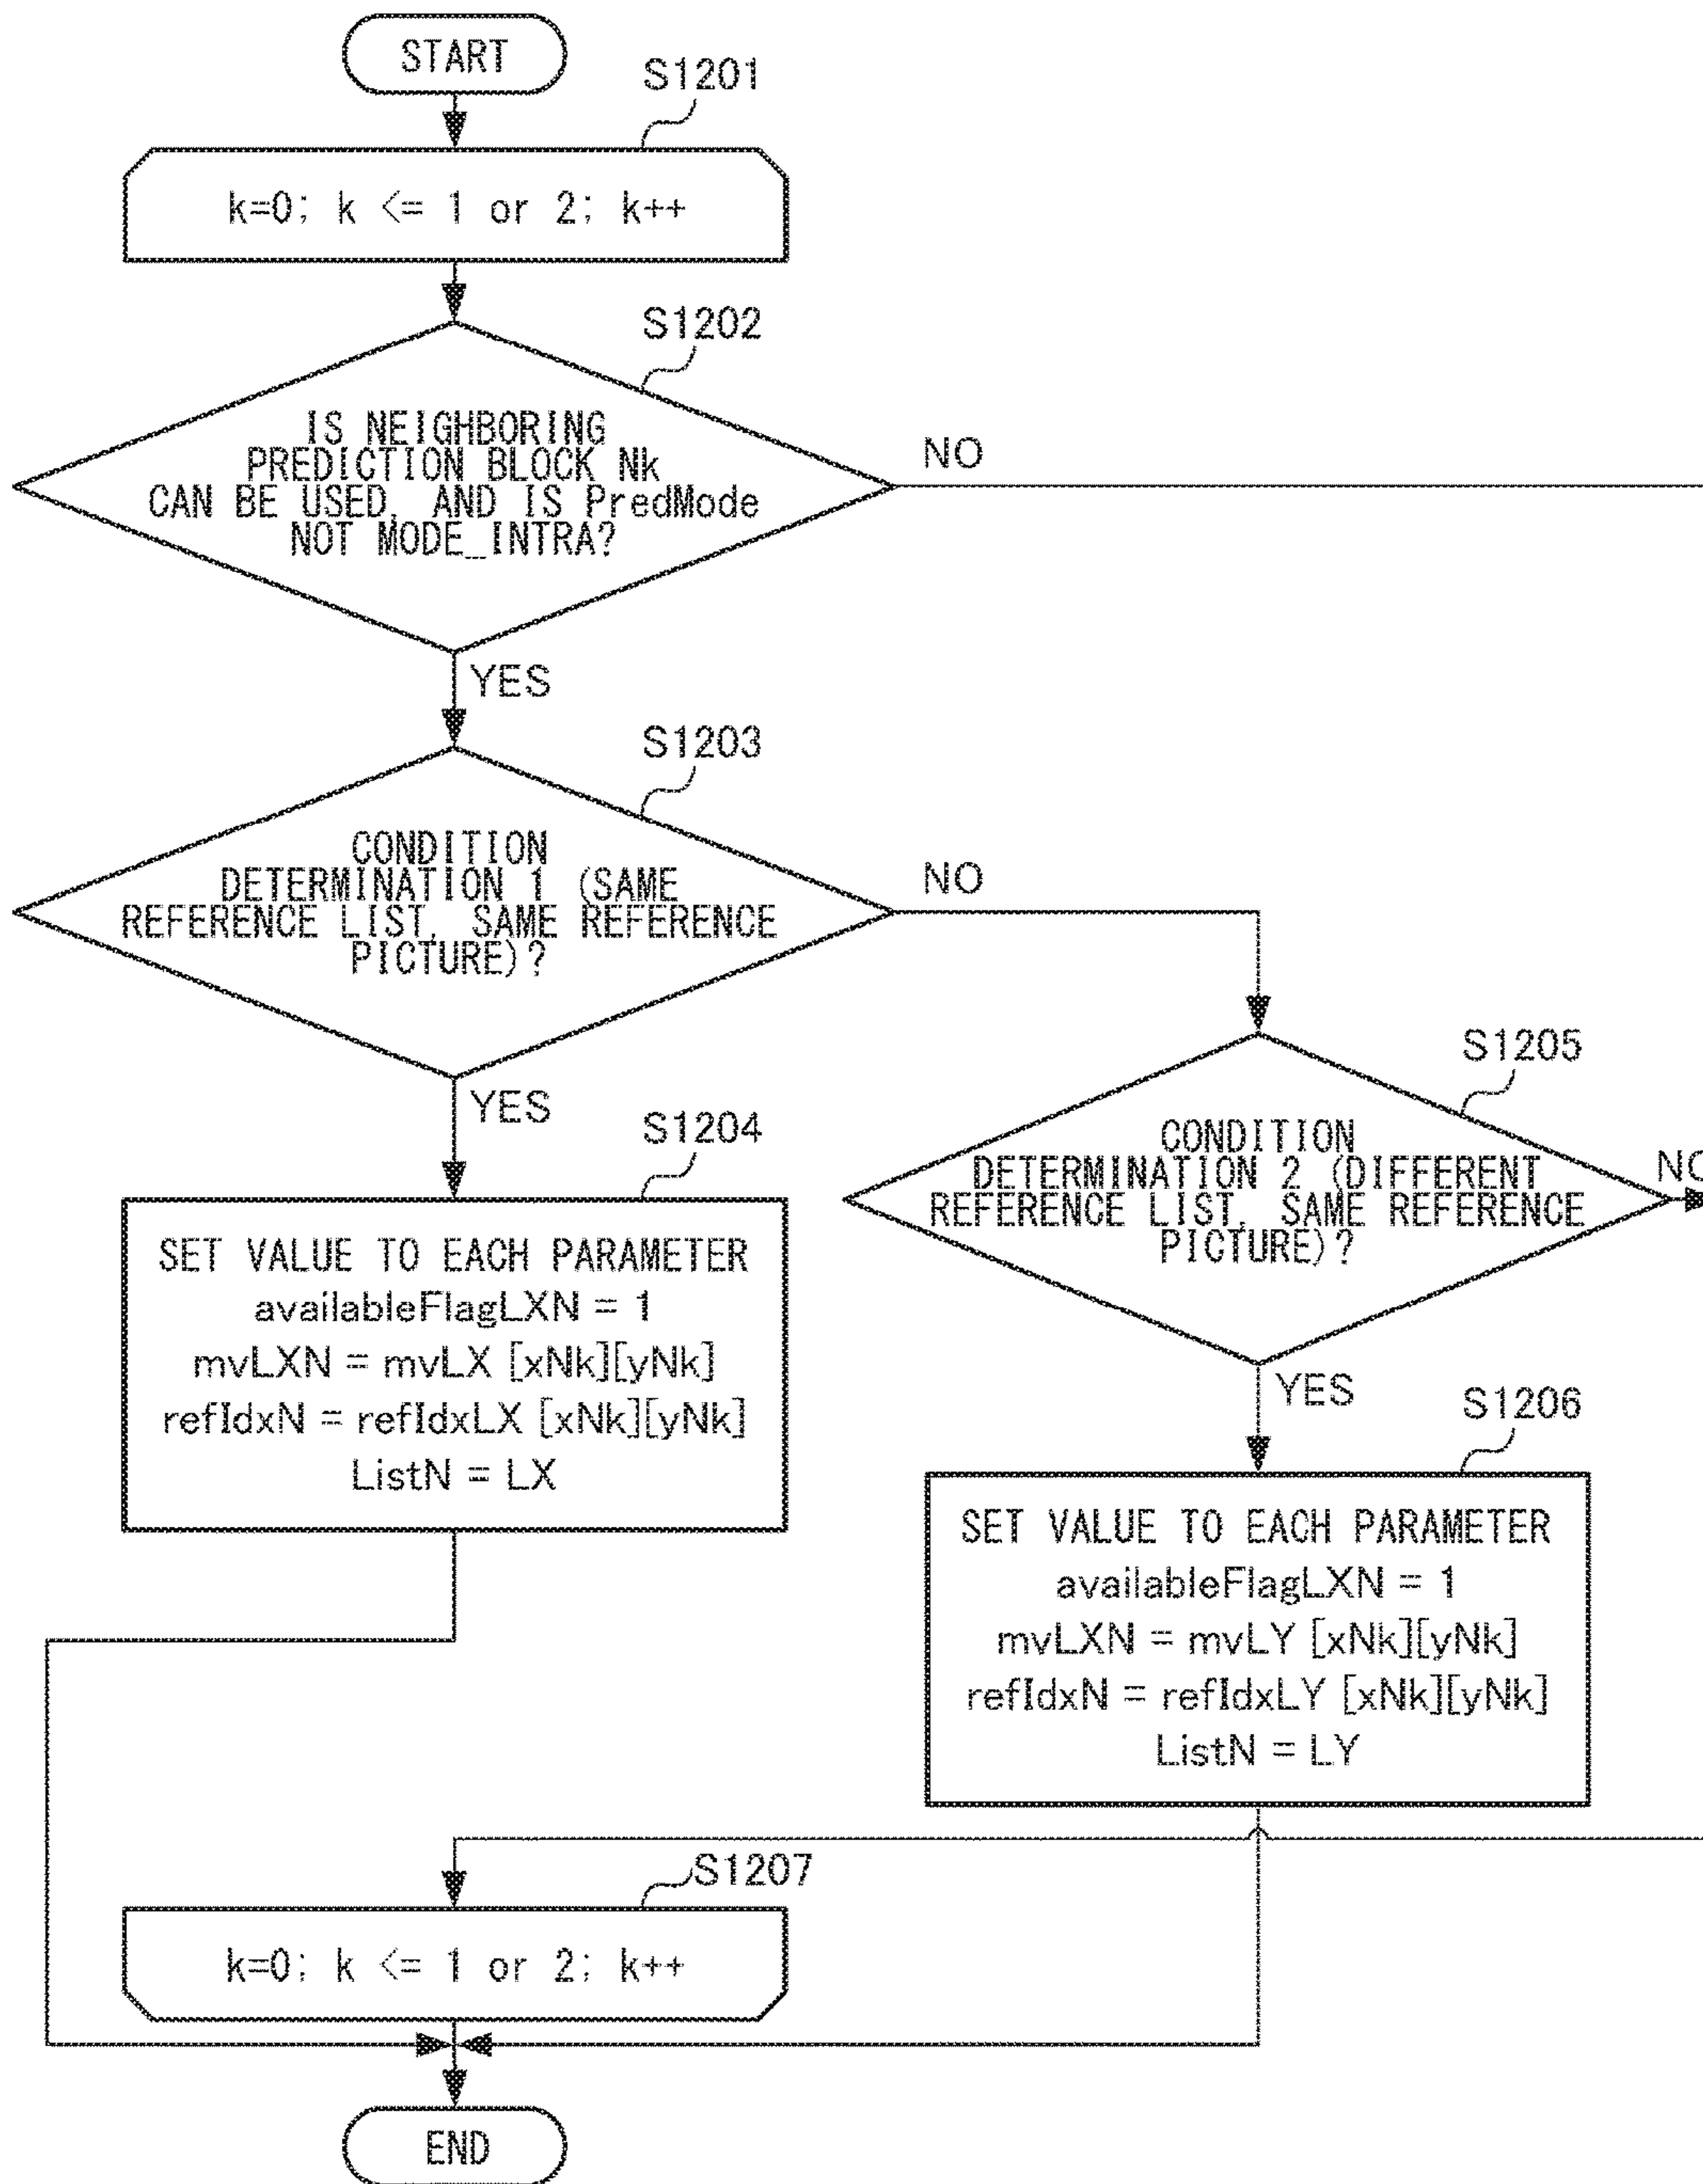 START
S1201
k=0; k <= 1 or 2; k++
S1202
IS NEIGHBORING
PREDICTION BLOCK Nk
CAN BE USED, AND IS PredMode
NOT MODE_INTRA?
NO
YES
S1203
CONDITION
DETERMINATION 1 (SAME
REFERENCE LIST, SAME REFERENCE
PICTURE)?
NO
YES
S1204
SET VALUE TO EACH PARAMETER
availableFlagLXN = 1
mvLXN = mvLX [xNk][yNk]
refIdxN = refIdxLX [xNk][yNk]
ListN = LX
S1205
CONDITION
DETERMINATION 2 (DIFFERENT
REFERENCE LIST, SAME REFERENCE
PICTURE)?
NO
YES
S1206
SET VALUE TO EACH PARAMETER
availableFlagLXN = 1
mvLXN = mvLY [xNk][yNk]
refIdxN = refIdxLY [xNk][yNk]
ListN = LY
S1207
k=0; k <= 1 or 2; k++
END